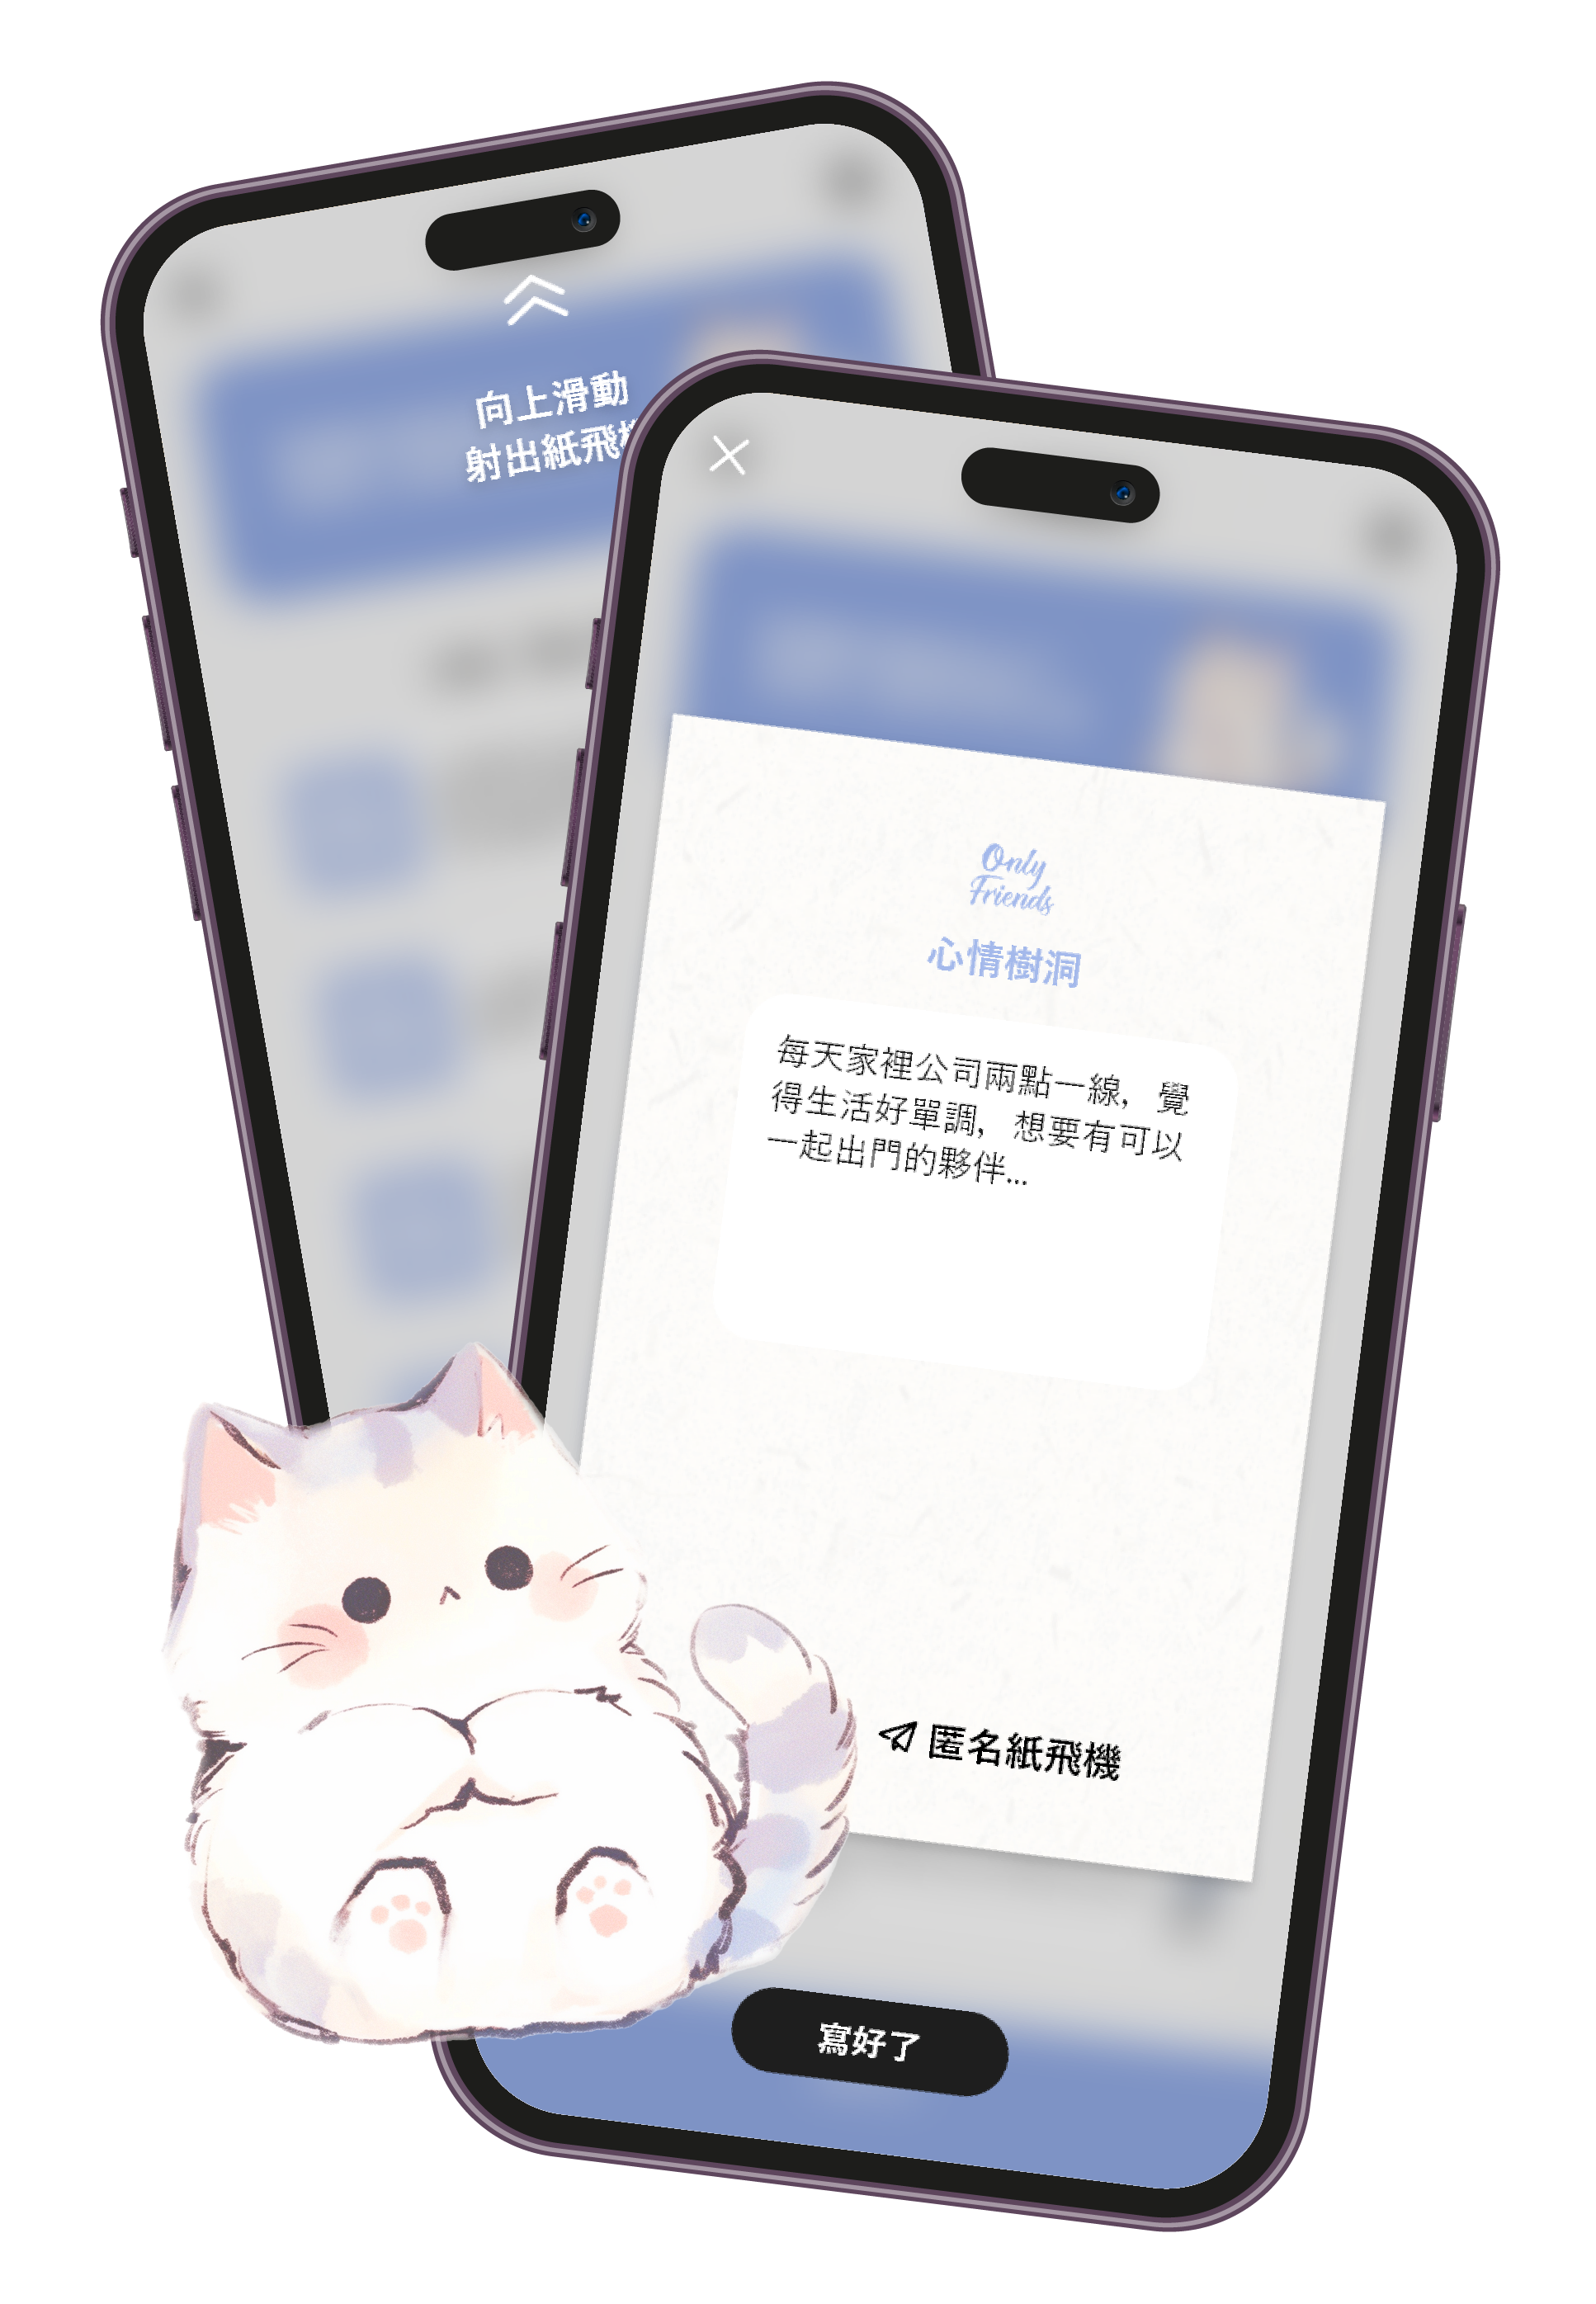 向上滑動
射出紙飛
Only
Friends
心情樹洞
每天家裡公司兩點一線，覺
得生活好單調，想要有可以
一起出門的夥伴...
匿名紙飛機
寫好了